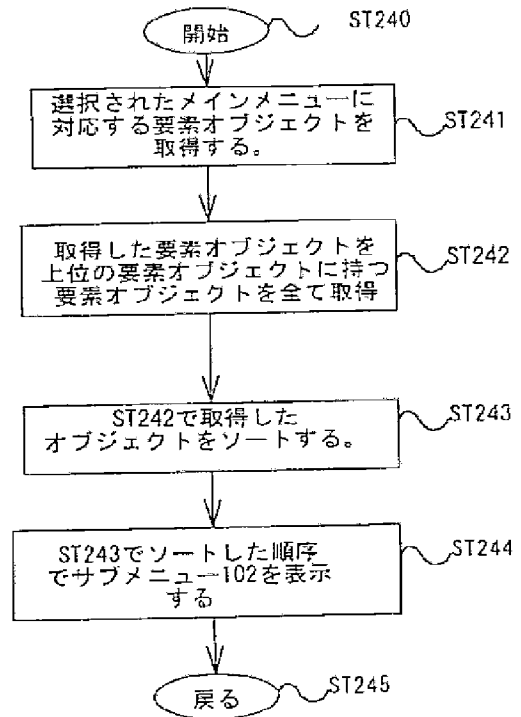 開始
ST240
選択されたメインメニューに
対応する要素オブジェクトを
取得する。
ST241
取得した要素オブジェクトを
上位の要素オブジェクトに持つ
要素オブジェクトを全て取得
ST242
ST242で取得した
オブジェクトをソートする。
ST243
ST243でソートした順序
でサブメニュー102を表示
する
ST244
戻る
ST245